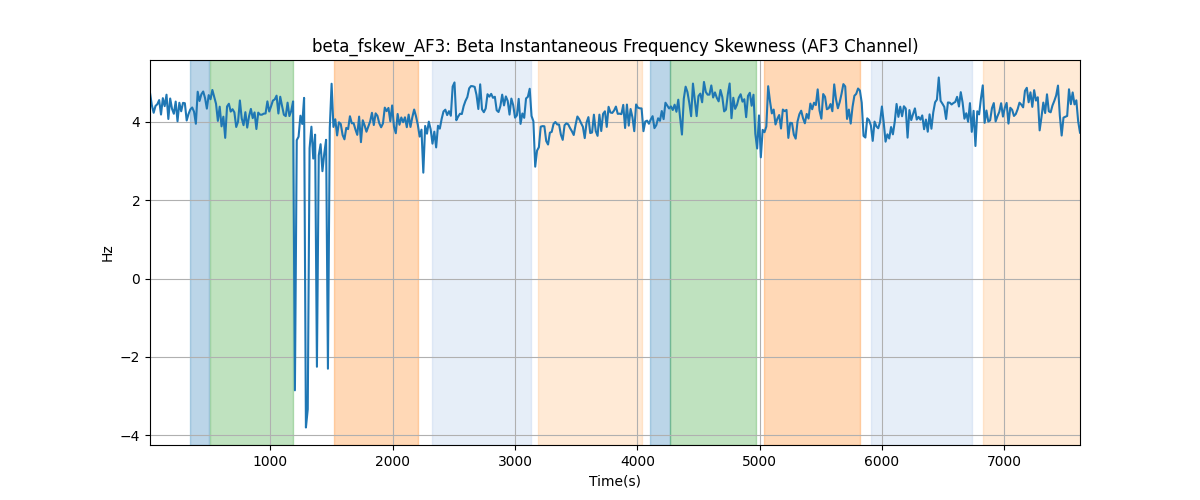 beta_fskew_AF3: Beta Instantaneous Frequency Skewness (AF3 Channel)
Hz
4
2
0
−2
−4
1000 2000 3000 4000 5000 6000 7000
Time(s)